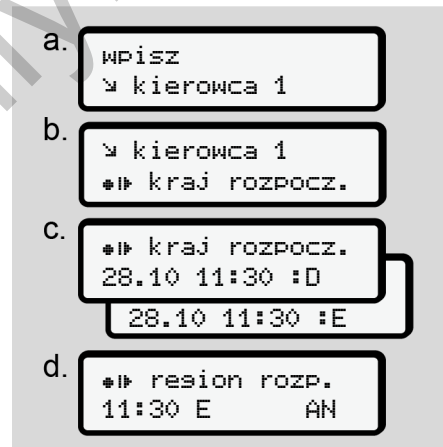 a.
wpisz
↘ kierowca 1
b.
↘ kierowca 1
●I▶ kraj rozpocz.
c.
●I▶ kraj rozpocz.
28.10 11:30 :D
28.10 11:30 :E
d.
●I▶ region rozp.
11:30 E AN